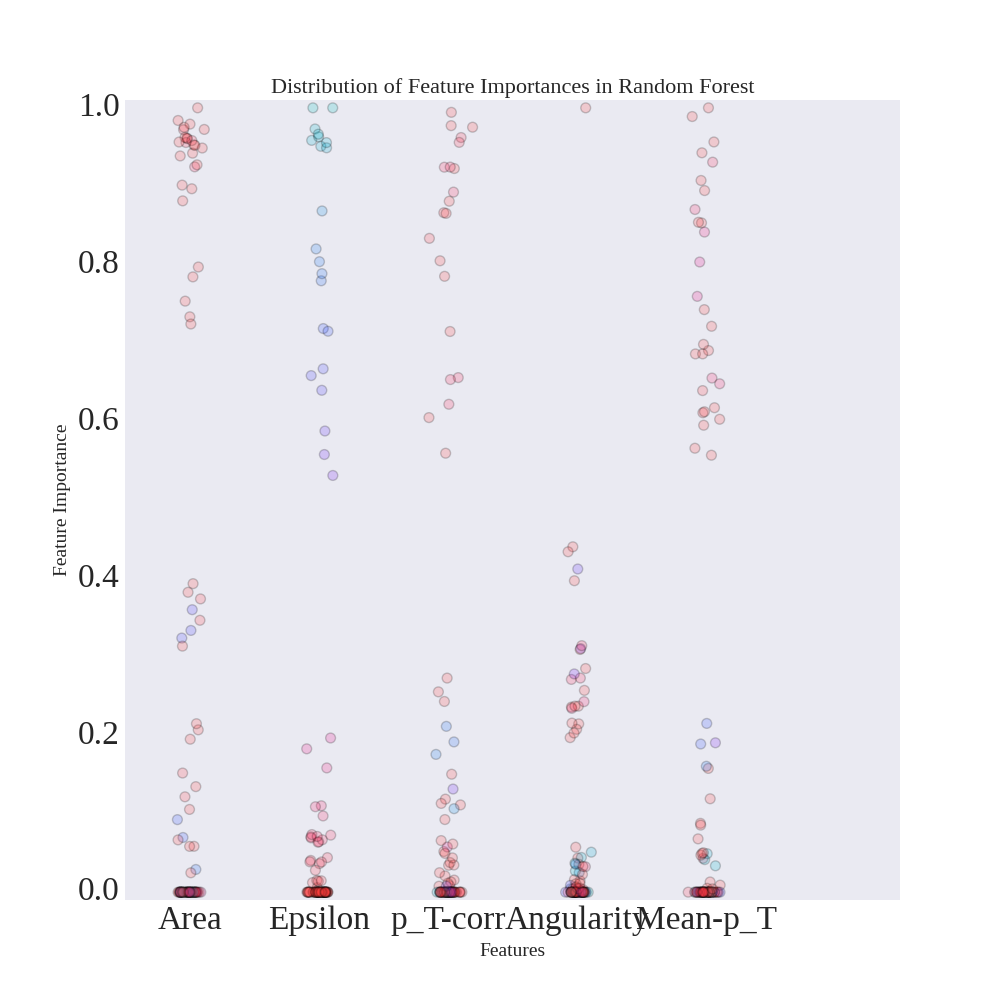 Distribution of Feature Importances in Random Forest
1.0
0.8
0.6
0.4
0.2
0.0
Feature Importance
Area Epsilon p_T-corr Angularity Mean-p_T
Features